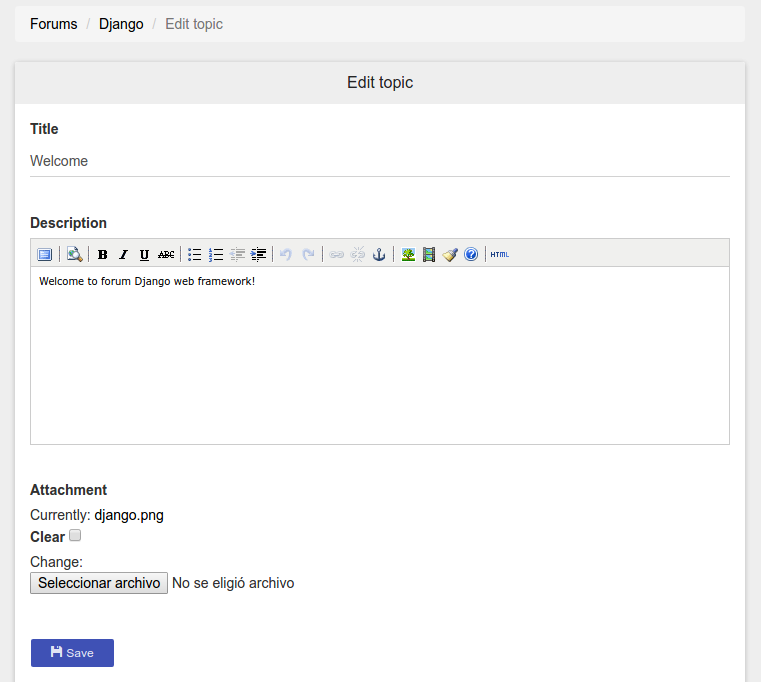 Forums / Django / Edit topic
Edit topic
Title
Welcome
Description
B I U ABC HTML
Welcome to forum Django web framework!
Attachment
Currently: django.png
Clear
Change:
Seleccionar archivo No se eligió archivo
Save